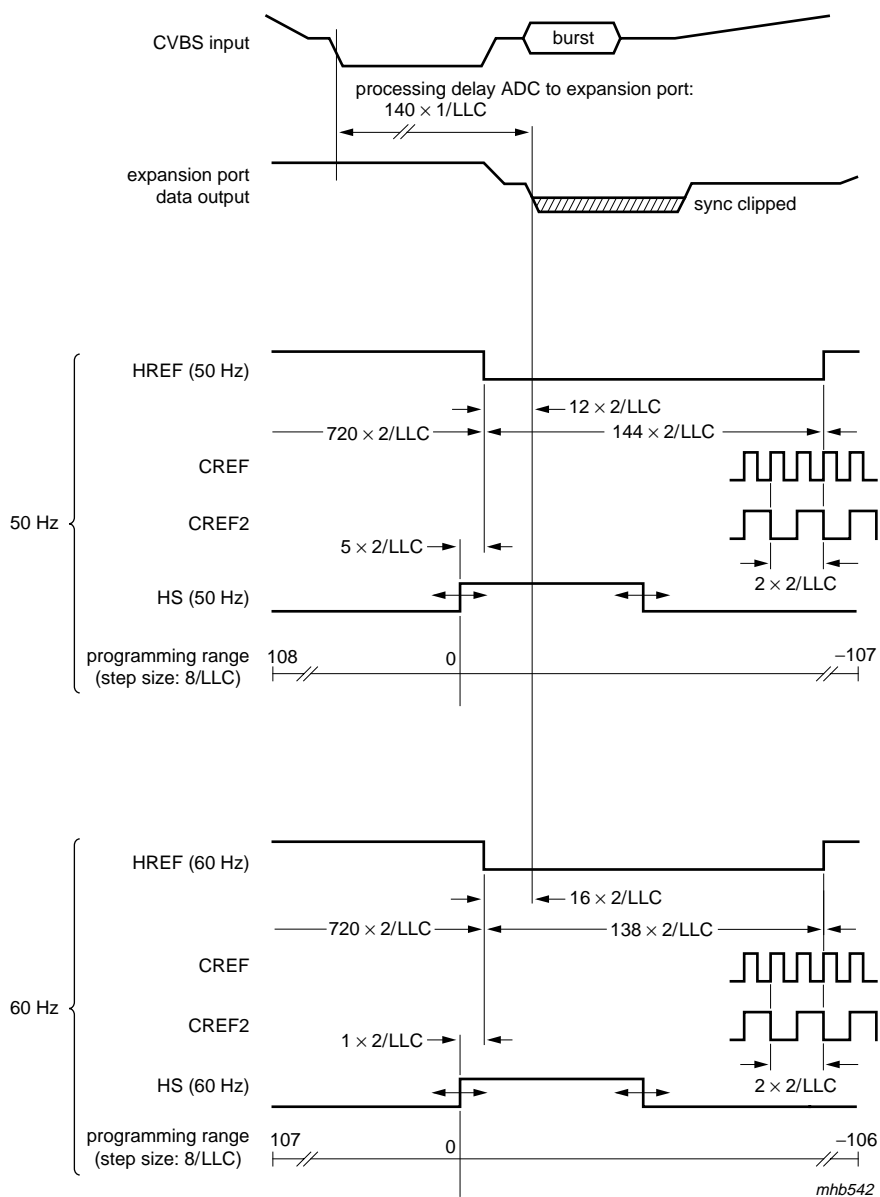 CVBS input
burst
processing delay ADC to expansion port:
140 × 1/LLC
expansion port
data output
sync clipped
HREF (50 Hz)
12 × 2/LLC
720 × 2/LLC
144 × 2/LLC
CREF
50 Hz
CREF2
5 × 2/LLC
2 × 2/LLC
HS (50 Hz)
programming range
(step size: 8/LLC)
108
0
−107
HREF (60 Hz)
16 × 2/LLC
720 × 2/LLC
138 × 2/LLC
CREF
60 Hz
CREF2
1 × 2/LLC
2 × 2/LLC
HS (60 Hz)
programming range
(step size: 8/LLC)
107
0
−106
mhb542